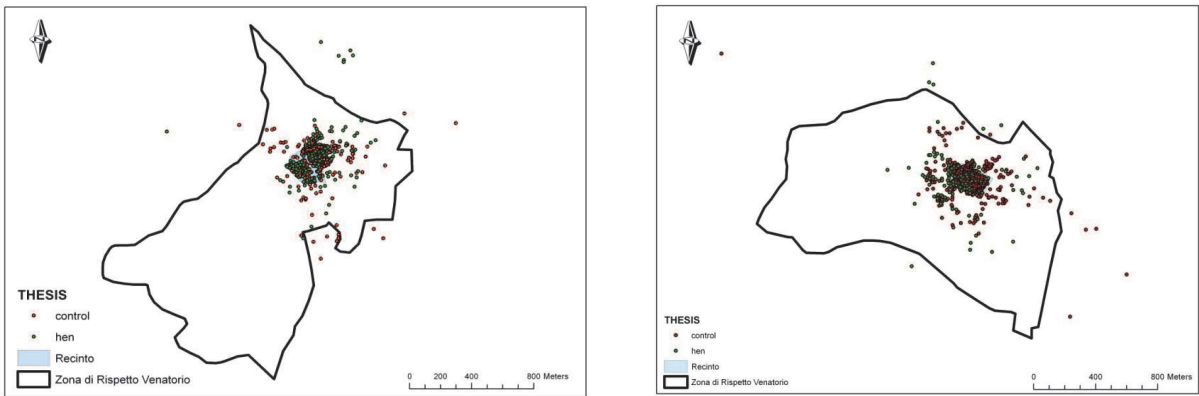 N
THESIS
control
hen
Recinto
Zona di Rispetto Venatorio
0 200 400 800 Meters
N
THESIS
control
hen
Recinto
Zona di Rispetto Venatorio
0 200 400 800 Meters